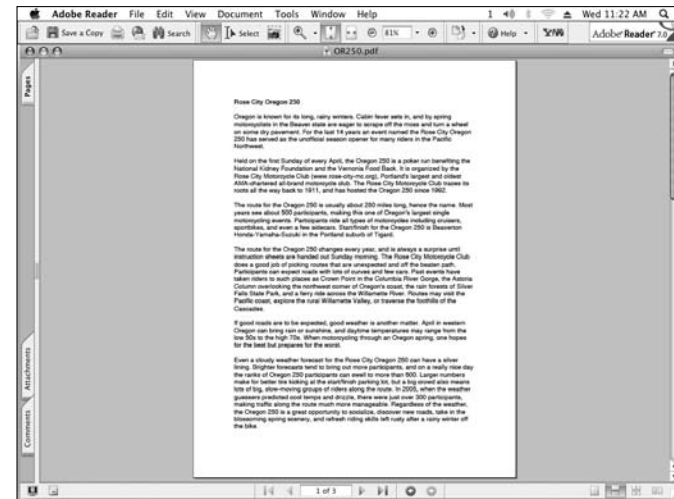 Adobe Reader File Edit View Document Tools Window Help 1 Wed 11:22 AM
Save a Copy Search Select 81% Help Adobe Reader 7.0
OR250.pdf
Pages
Rose City Oregon 250
Oregon is known for its long, rainy winters. Cabin fever sets in, and by spring
motorcyclists in the Beaver state are eager to scrape off the moss and turn a wheel
on some dry pavement. For the last 14 years an event named the Rose City Oregon
250 has served as the unofficial season opener for many riders in the Pacific
Northwest.
Held on the first Sunday of every April, the Oregon 250 is a poker run benefiting the
National Kidney Foundation and the Vernonia Food Bank. It is organized by the
Rose City Motorcycle Club (www.rose-city-mc.org), Portland's largest and oldest
AMA-chartered all-brand motorcycle club. The Rose City Motorcycle Club traces its
roots all the way back to 1911, and has hosted the Oregon 250 since 1992.
The route for the Oregon 250 is usually about 250 miles long, hence the name. Most
years see about 500 participants, making this one of Oregon's largest single
motorcycling events. Participants ride all types of motorcycles including cruisers,
sportbikes, and even a few sidecars. Start/finish for the Oregon 250 is Beaverton
Honda-Yamaha-Suzuki in the Portland suburb of Tigard.
The route for the Oregon 250 changes every year, and is always a surprise until
instruction sheets are handed out Sunday morning. The Rose City Motorcycle Club
does a good job of picking routes that are unexpected and off the beaten path.
Participants can expect roads with lots of curves and few cars. Past events have
taken riders to such places as Crown Point in the Columbia River Gorge, the Astoria
Column overlooking the northwest corner of Oregon's coast, the rain forests of Silver
Falls State Park, and a ferry ride across the Willamette River. Routes may visit the
Pacific coast, explore the rural Willamette Valley, or traverse the foothills of the
Cascades.
If good roads are to be expected, good weather is another matter. April in western
Oregon can bring rain or sunshine, and daytime temperatures may range from the
low 50s to the high 70s. When motorcycling through an Oregon spring, one hopes
for the best but prepares for the worst.
Even a cloudy weather forecast for the Rose City Oregon 250 can have a silver
lining. Brighter forecasts tend to bring out more participants, and on a really nice day
the ranks of Oregon 250 participants can swell to more than 800. Larger numbers
make for better tire kicking at the start/finish parking lot, but a big crowd also means
lots of big, slow-moving groups of riders along the route. In 2005, when the weather
guessers predicted cool temps and drizzle, there were just over 300 participants,
making traffic along the route much more manageable. Regardless of the weather,
the Oregon 250 is a great opportunity to socialize, discover new roads, take in the
blossoming spring scenery, and refresh riding skills left rusty after a rainy winter off
the bike.
Attachments
Comments
1 of 3